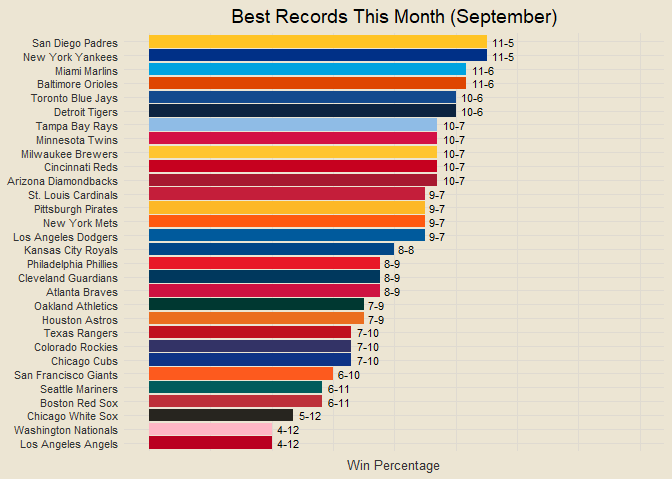 Best Records This Month (September)
San Diego Padres 11-5
New York Yankees 11-5
Miami Marlins 11-6
Baltimore Orioles 11-6
Toronto Blue Jays 10-6
Detroit Tigers 10-6
Tampa Bay Rays 10-7
Minnesota Twins 10-7
Milwaukee Brewers 10-7
Cincinnati Reds 10-7
Arizona Diamondbacks 10-7
St. Louis Cardinals 9-7
Pittsburgh Pirates 9-7
New York Mets 9-7
Los Angeles Dodgers 9-7
Kansas City Royals 8-8
Philadelphia Phillies 8-9
Cleveland Guardians 8-9
Atlanta Braves 8-9
Oakland Athletics 7-9
Houston Astros 7-9
Texas Rangers 7-10
Colorado Rockies 7-10
Chicago Cubs 7-10
San Francisco Giants 6-10
Seattle Mariners 6-11
Boston Red Sox 6-11
Chicago White Sox 5-12
Washington Nationals 4-12
Los Angeles Angels 4-12
Win Percentage